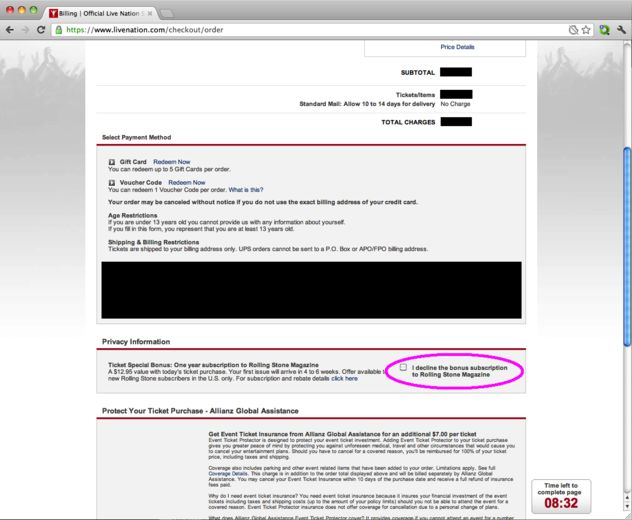 Billing | Official Live Nation S
https://www.livenation.com/checkout/order
Price Details
SUBTOTAL
Tickets/Items
Standard Mail: Allow 10 to 14 days for delivery No Charge
TOTAL CHARGES
Select Payment Method
Gift Card Redeem Now
You can redeem up to 5 Gift Cards per order.
Voucher Code Redeem Now
You can redeem 1 Voucher Code per order. What is this?
Your order may be canceled without notice if you do not use the exact billing address of your credit card.
Age Restrictions
If you are under 13 years old you cannot provide us with any information about yourself.
If you fill in this form, you represent that you are at least 13 years old.
Shipping & Billing Restrictions
Tickets are shipped to your billing address only. UPS orders cannot be sent to a P.O. Box or APO/FPO billing address.
Privacy Information
Ticket Special Bonus: One year subscription to Rolling Stone Magazine
A $12.95 value with today's ticket purchase. Your first issue will arrive in 4 to 6 weeks. Offer available
new Rolling Stone subscribers in the U.S. only. For subscription and rebate details click here
I decline the bonus subscription
to Rolling Stone Magazine
Protect Your Ticket Purchase - Allianz Global Assistance
Get Event Ticket Insurance from Allianz Global Assistance for an additional $7.00 per ticket
Event Ticket Protector is designed to protect your event ticket investment. Adding Event Ticket Protector to your ticket purchase
gives you greater peace of mind by protecting you against unforeseen medical, travel and other circumstances that would cause you
to cancel your entertainment plans. Should you have to cancel for a covered reason, you'll be reimbursed for 100% of your ticket
price, including taxes and shipping.
Coverage also includes parking and other event related items that have been added to your order. Limitations apply. See full
Coverage Details. This charge is in addition to the order total displayed above and will be billed separately by Allianz Global
Assistance. You may cancel your Event Ticket Insurance within 10 days of the purchase date and receive a full refund of insurance
fees paid.
Why do I need event ticket insurance? You need event ticket insurance because it insures your financial investment of the event
tickets including taxes and shipping costs (up to the amount of your policy limits) should you not be able to attend the event for a
covered reason. Event Ticket Protector insurance does not offer coverage for cancellation due to a personal change of plans.
What does Allianz Global Assistance Event Ticket Protector cover? It provides coverage if you cannot attend an event for a number
Time left to
complete page
08:32